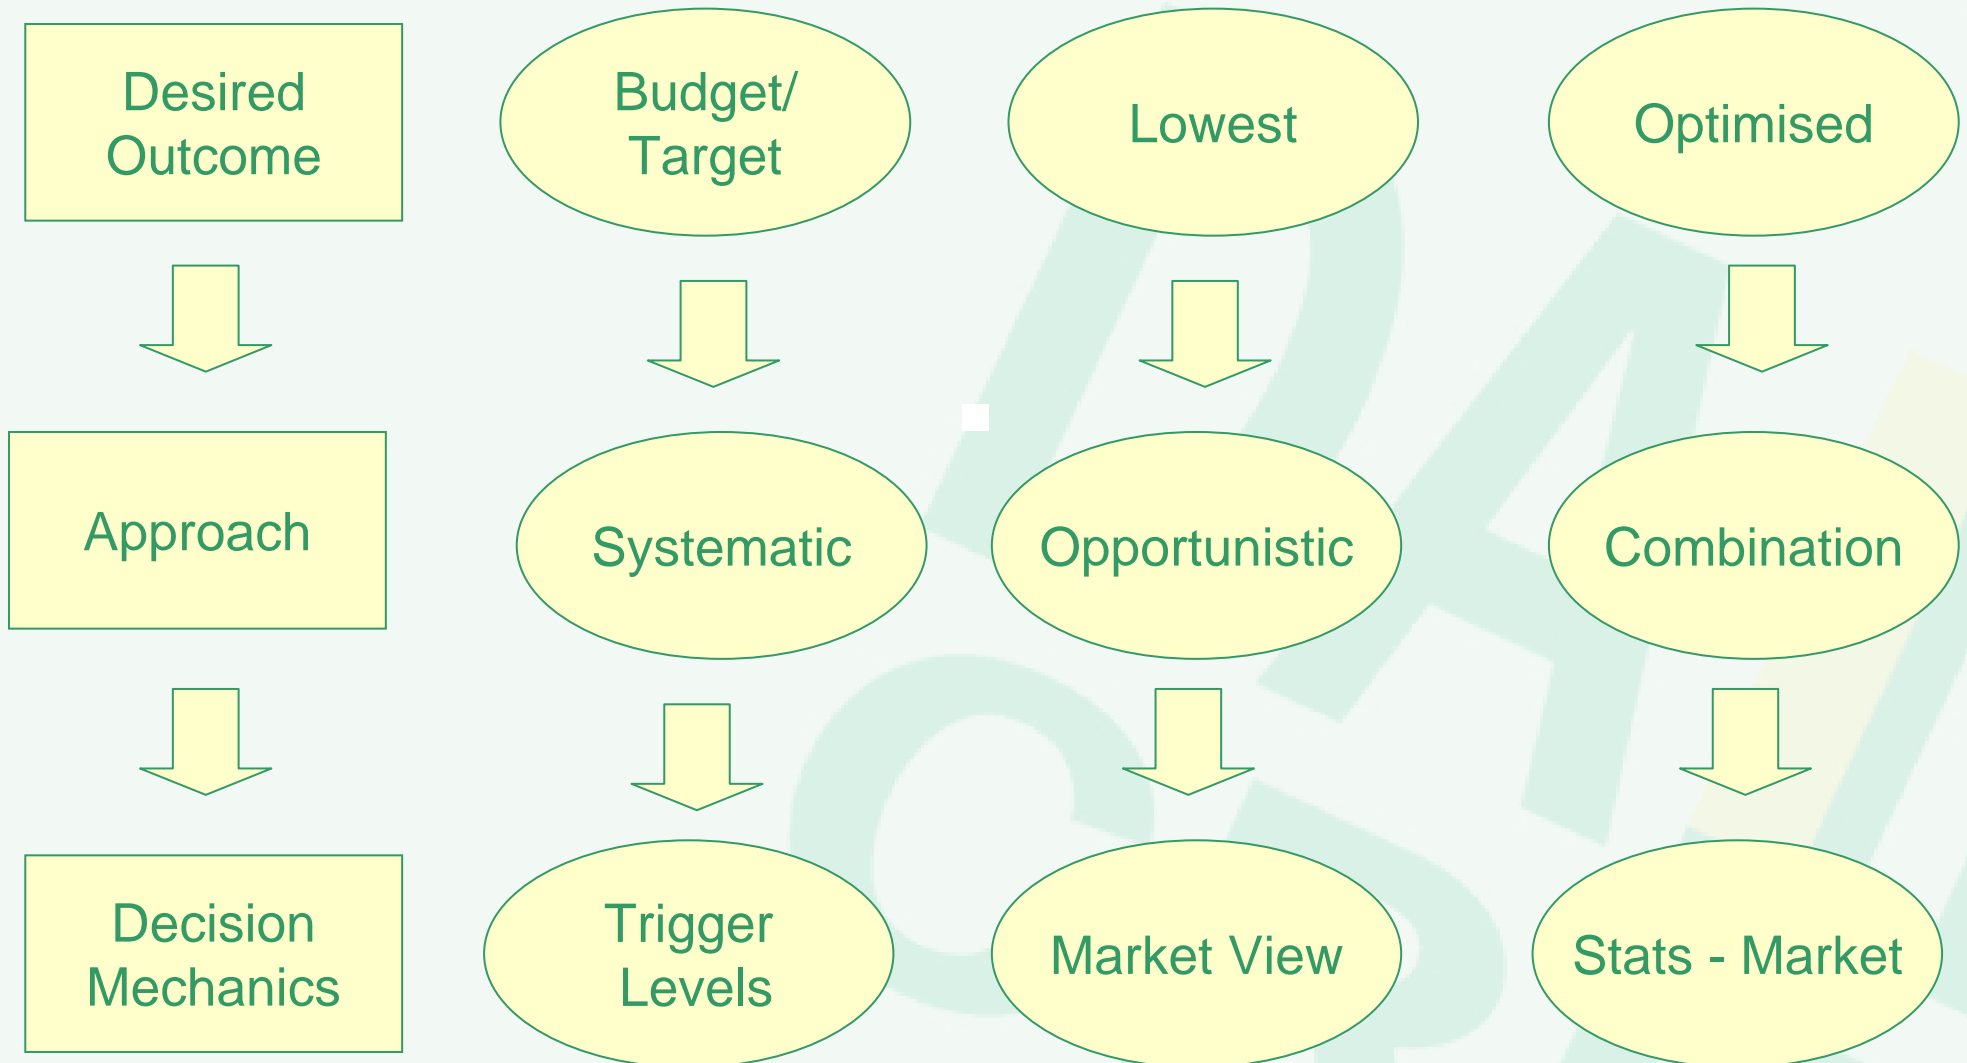 Desired
Outcome
Budget/
Target
Lowest
Optimised
Approach
Systematic
Opportunistic
Combination
Decision
Mechanics
Trigger
Levels
Market View
Stats - Market